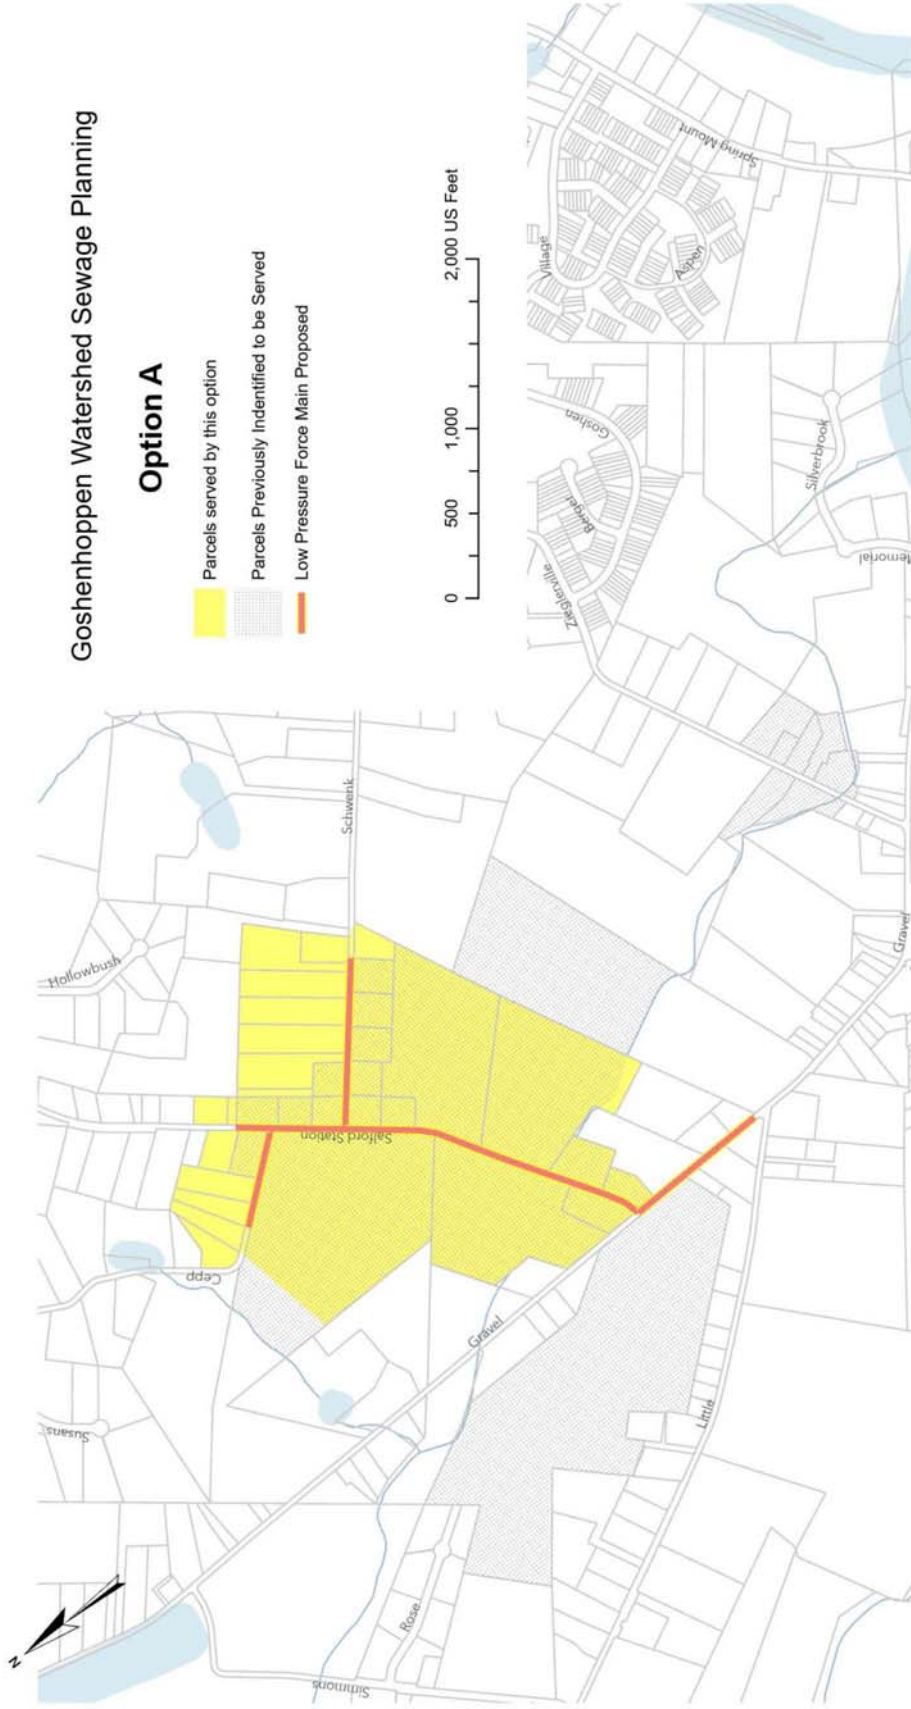 Goshenhoppen Watershed Sewage Planning
Option A
Parcels served by this option
Parcels Previously Indentified to be Served
Low Pressure Force Main Proposed
0 500 1,000 2,000 US Feet
N
Simmons
Rose
Susans
Cepp
Gravel
Little
Hollowbush
Salford Station
Schwenk
Gravel
Zieglerville
Berger
Goshen
Silverbrook
Memorial
Village
Aspen
Spring Mount